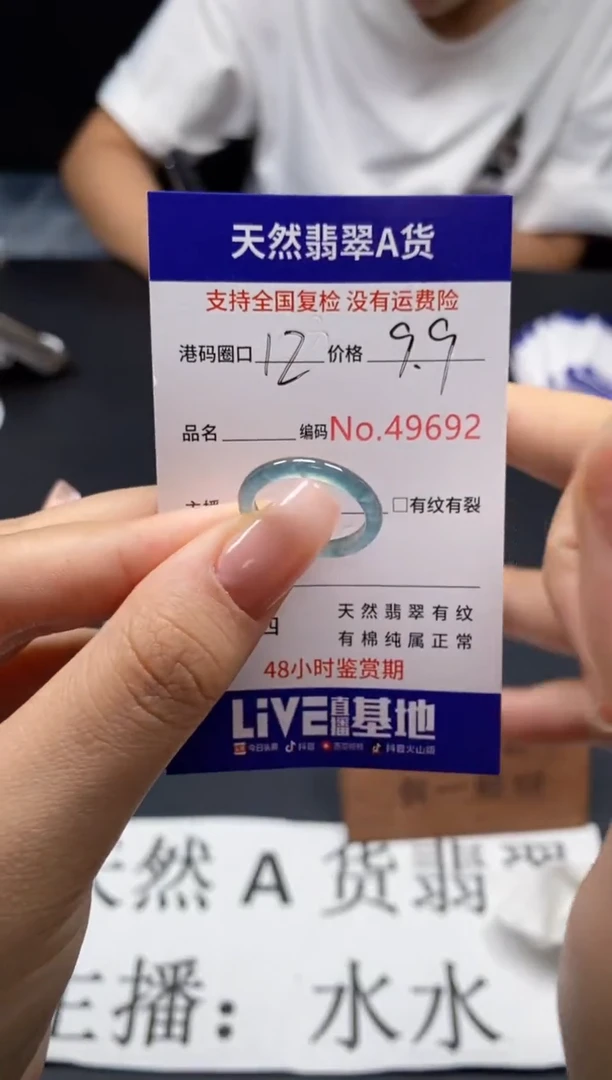 天然翡翠A货
支持全国复检 没有运费险
港码圈口 12 价格 9.9
品名 编码No.49692
□有纹有裂
天然翡翠有纹
有棉纯属正常
48小时鉴赏期
LiVE直播基地
今日头条 抖音 西瓜视频 抖音火山版
然A货翡
主播：水水